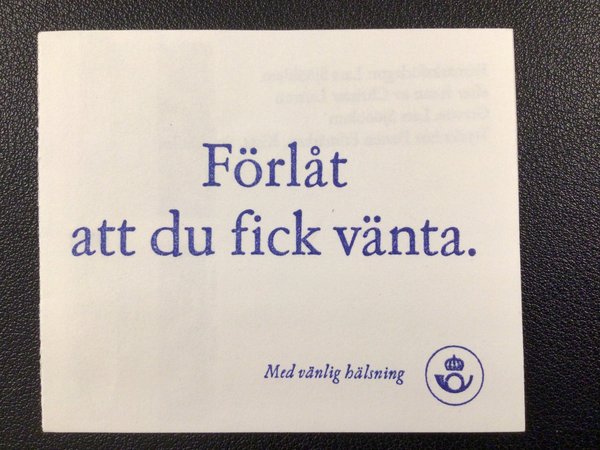 Förlåt
att du fick vänta.
Med vänlig hälsning